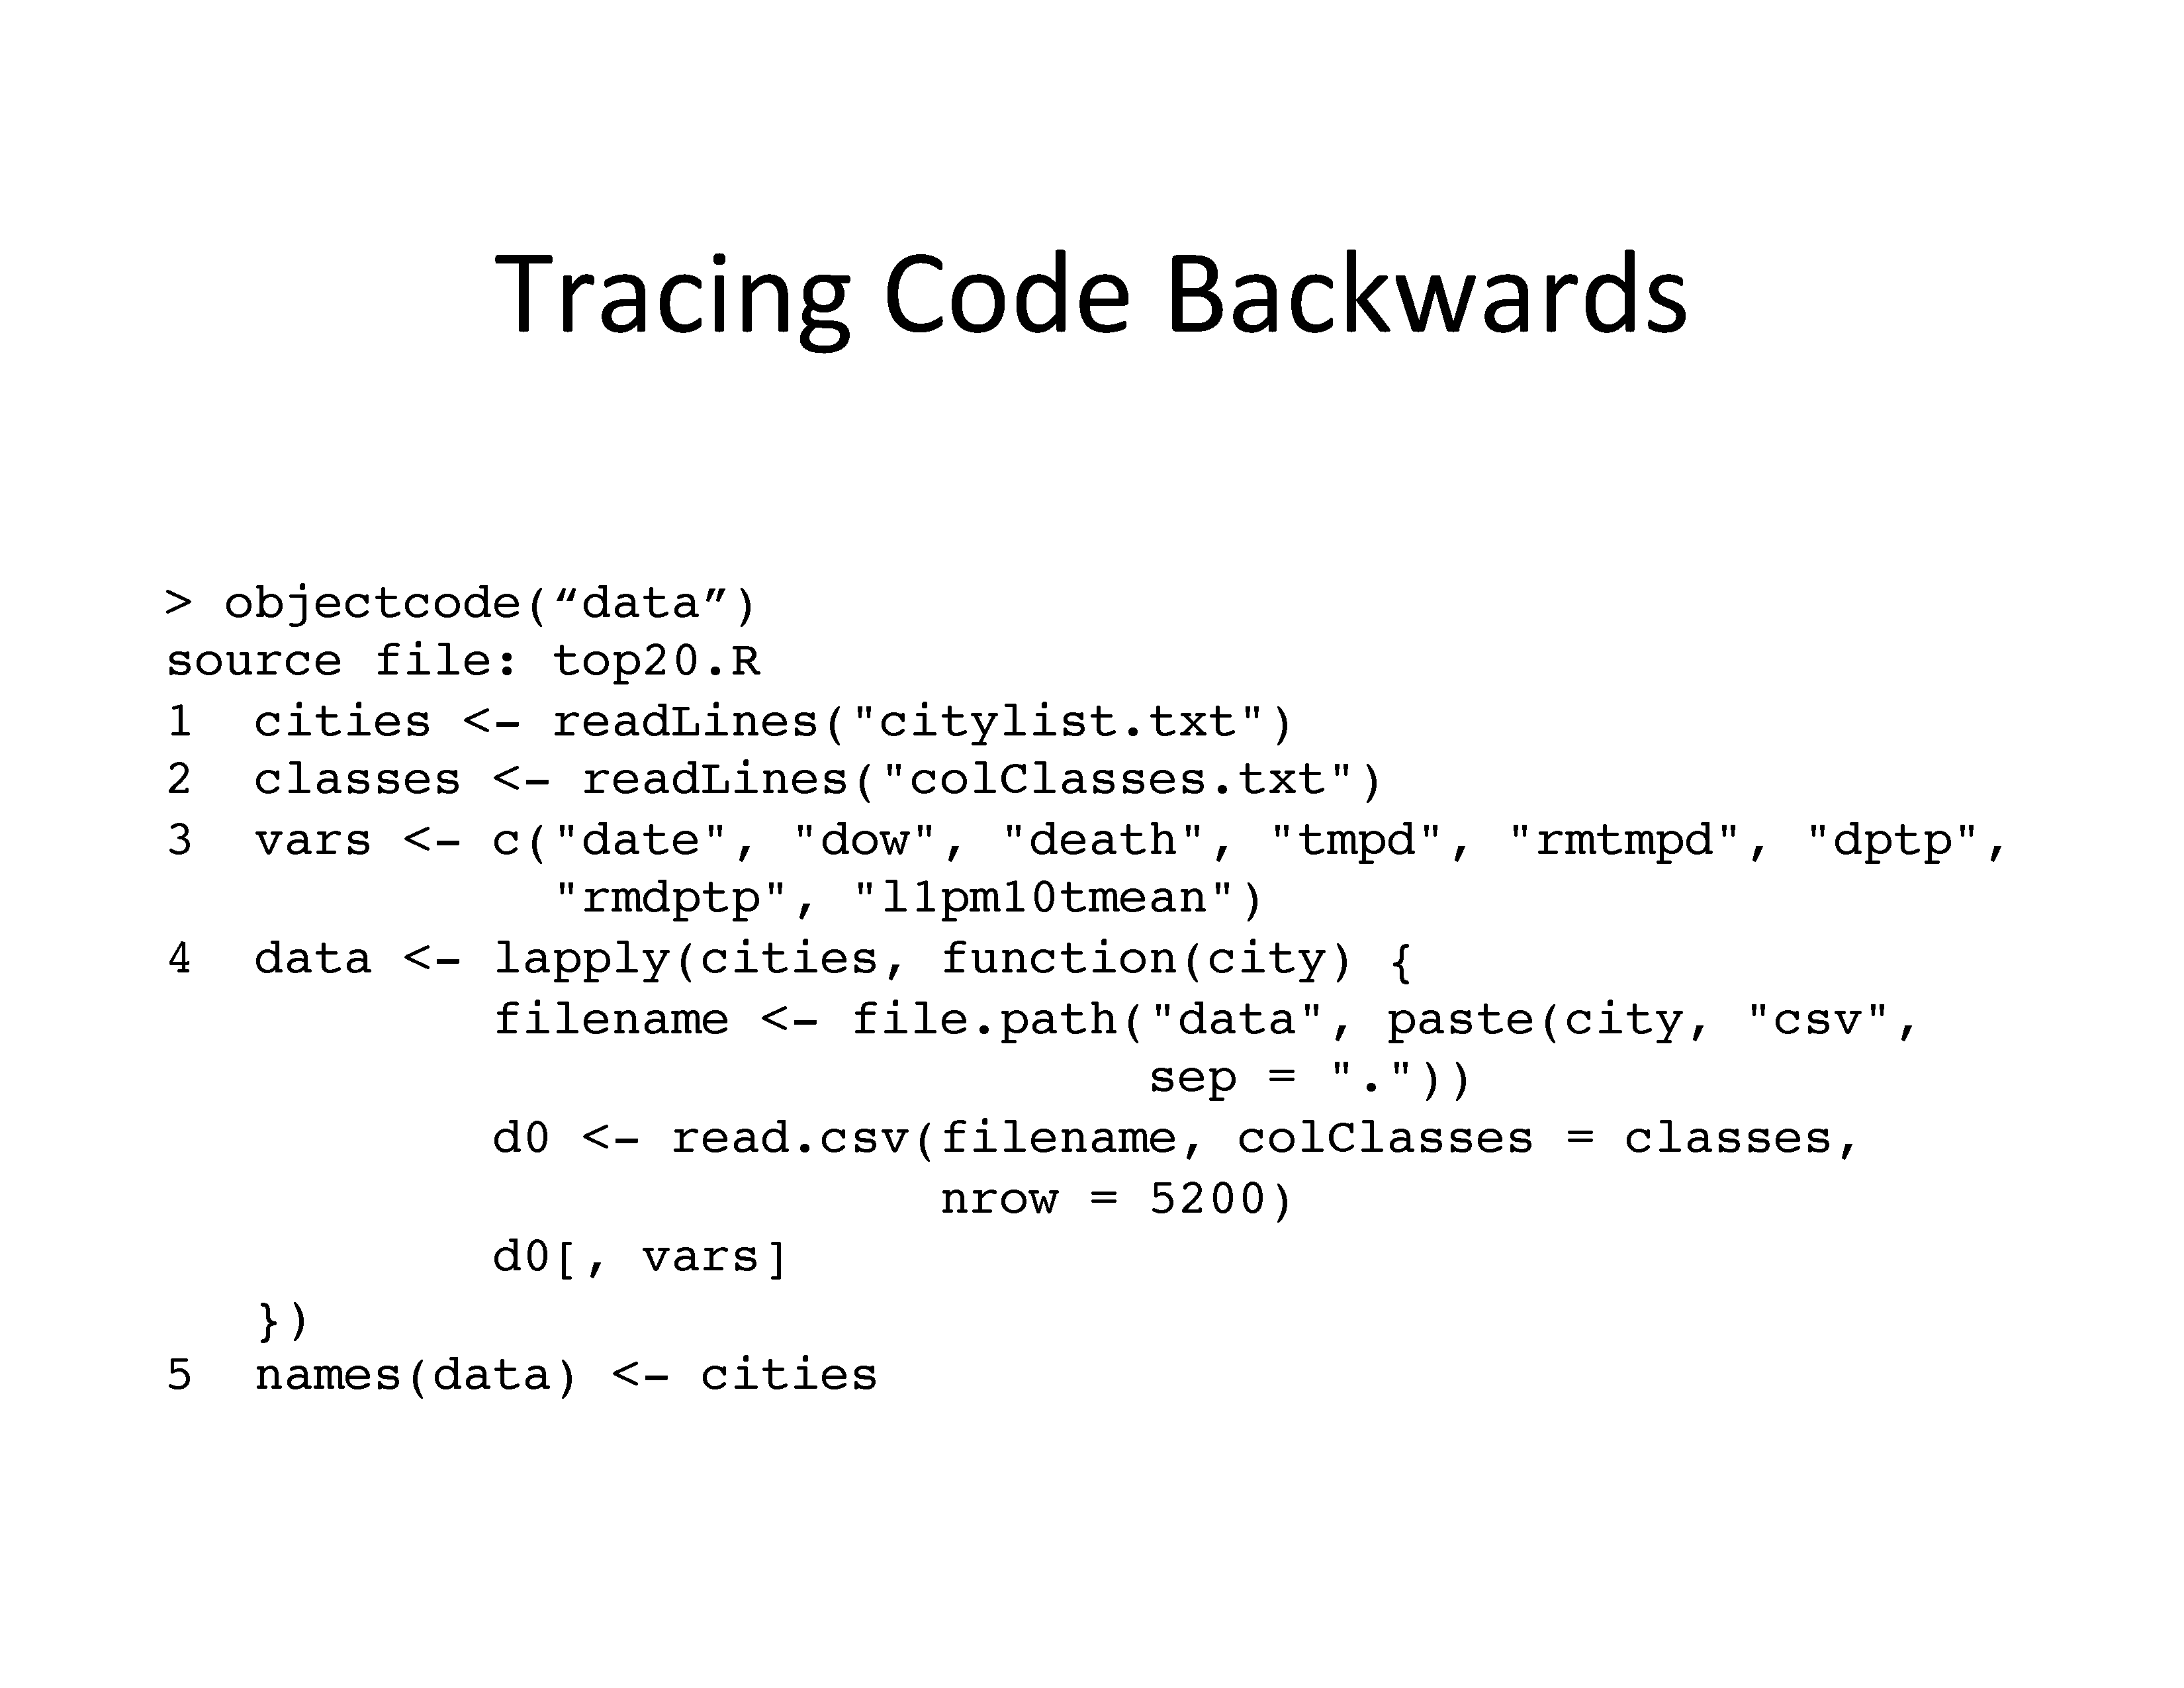 Tracing Code Backwards
> objectcode(“data”)
source file: top20.R
1  cities <- readLines("citylist.txt")
2  classes <- readLines("colClasses.txt")
3  vars <- c("date", "dow", "death", "tmpd", "rmtmpd", "dptp",
             "rmdptp", "l1pm10tmean")
4  data <- lapply(cities, function(city) {
           filename <- file.path("data", paste(city, "csv",
                                 sep = "."))
           d0 <- read.csv(filename, colClasses = classes,
                          nrow = 5200)
           d0[, vars]
   })
5  names(data) <- cities